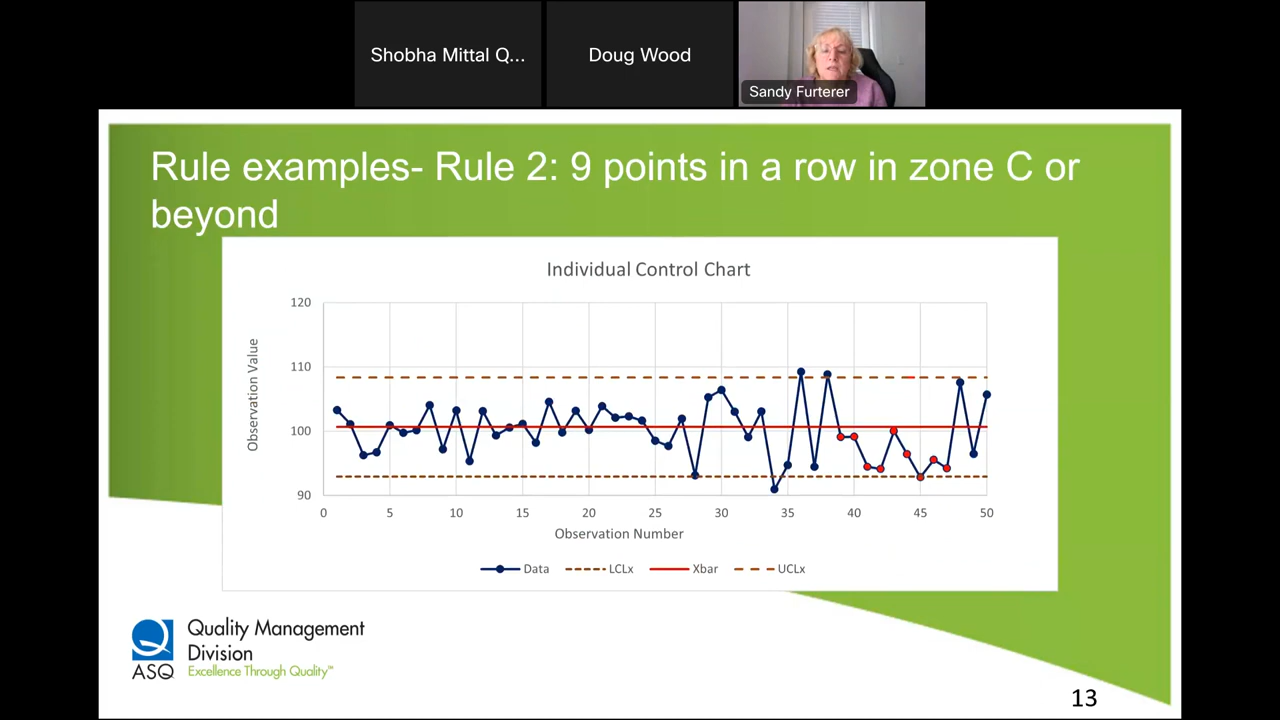 Shobha Mittal Q...
Doug Wood
Sandy Furterer
Rule examples- Rule 2: 9 points in a row in zone C or
beyond
Individual Control Chart
120
110
100
90
Observation Value
0 5 10 15 20 25 30 35 40 45 50
Observation Number
Data LCLx Xbar UCLx
Quality Management
Division
ASQ Excellence Through Quality™
13